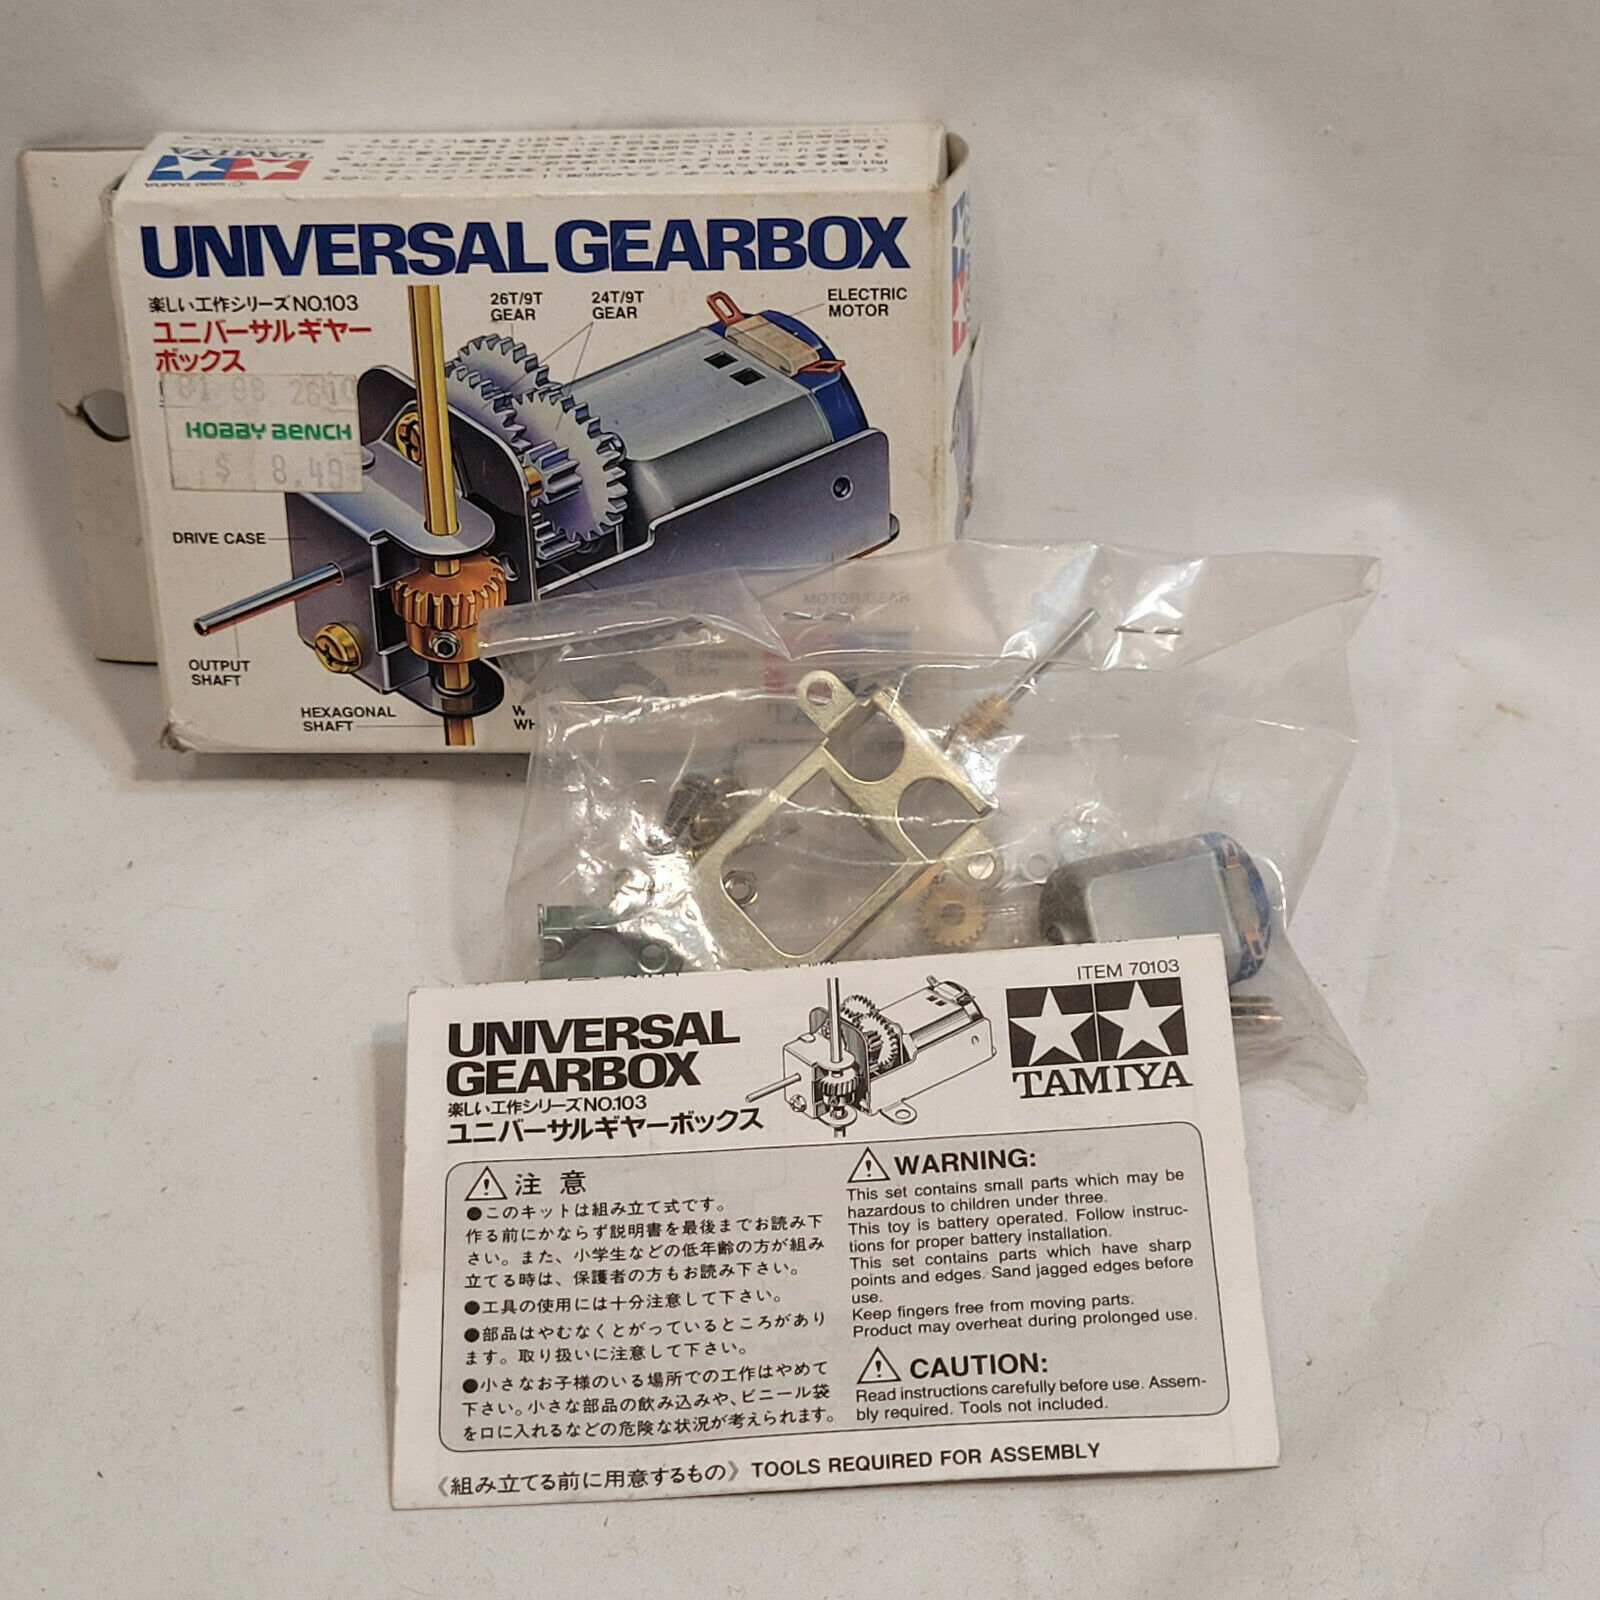 TAMIYA
UNIVERSAL GEARBOX
楽しい工作シリーズNO.103
ユニバーサルギヤー
ボックス
HOBBY BENCH
$ 8.49
26T/9T
GEAR
24T/9T
GEAR
ELECTRIC
MOTOR
DRIVE CASE
OUTPUT
SHAFT
HEXAGONAL
SHAFT
MOTOR/GEAR
GEAR
ITEM 70103
UNIVERSAL
GEARBOX
楽しい工作シリーズNO.103
ユニバーサルギヤーボックス
TAMIYA
注意
●このキットは組み立て式です。
作る前にかならず説明書を最後までお読み下
さい。また、小学生などの低年齢の方が組み
立てる時は、保護者の方もお読み下さい。
●工具の使用には十分注意して下さい。
●部品はやむなくとがっているところがあり
ます。取り扱いに注意して下さい。
●小さなお子様のいる場所での工作はやめて
下さい。小さな部品の飲み込みや、ビニール袋
を口に入れるなどの危険な状況が考えられます。
WARNING:
This set contains small parts which may be
hazardous to children under three.
This toy is battery operated. Follow instruc-
tions for proper battery installation.
This set contains parts which have sharp
points and edges. Sand jagged edges before
use.
Keep fingers free from moving parts.
Product may overheat during prolonged use.
CAUTION:
Read instructions carefully before use. Assem-
bly required. Tools not included.
《組み立てる前に用意するもの》TOOLS REQUIRED FOR ASSEMBLY